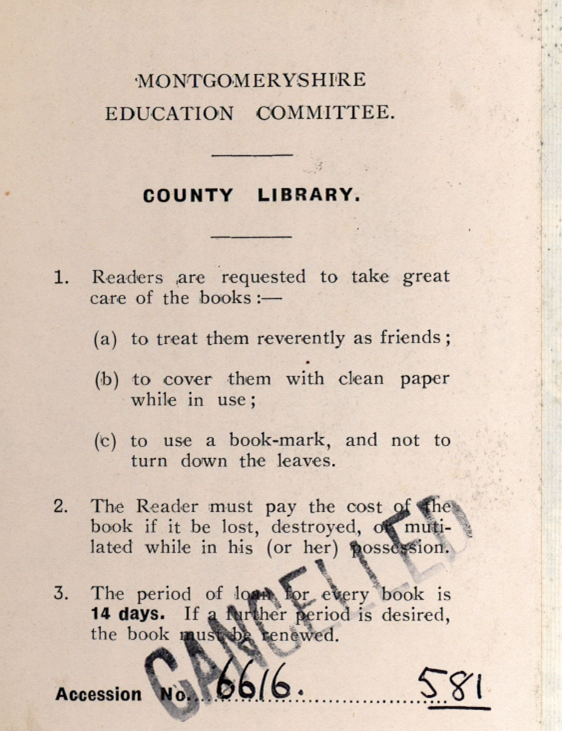 MONTGOMERYSHIRE
EDUCATION COMMITTEE.
COUNTY LIBRARY.
1. Readers are requested to take great
care of the books :—
(a) to treat them reverently as friends ;
(b) to cover them with clean paper
while in use ;
(c) to use a book-mark, and not to
turn down the leaves.
2. The Reader must pay the cost of the
book if it be lost, destroyed, or muti-
lated while in his (or her) possession.
3. The period of loan for every book is
14 days. If a further period is desired,
the book must be renewed.
CANCELLED
Accession No. 6616. 581